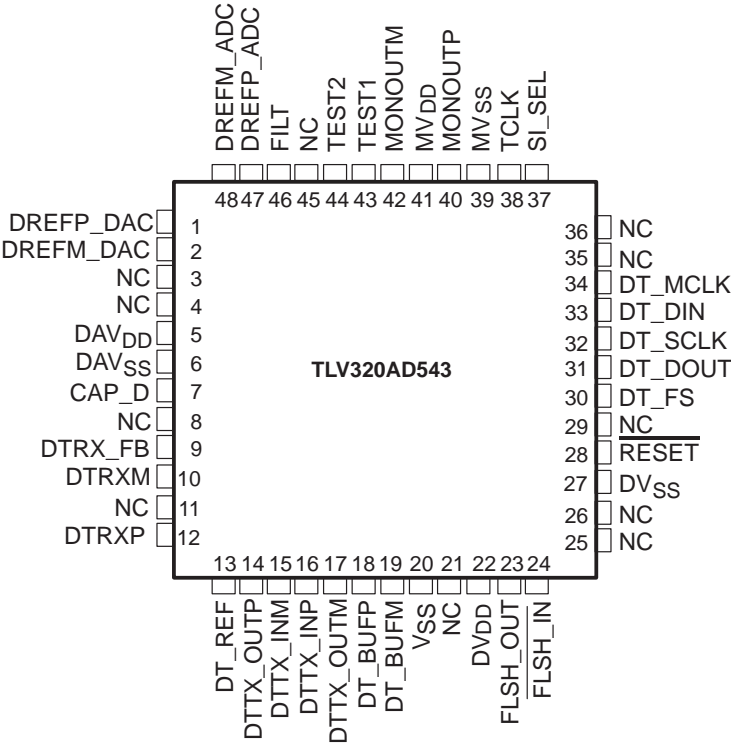 DREFM_ADC
DREFP_ADC
FILT
NC
TEST2
TEST1
MONOUTM
MVDD
MONOUTP
MVSS
TCLK
SI_SEL
48 47 46 45 44 43 42 41 40 39 38 37
DREFP_DAC 1
DREFM_DAC 2
NC 3
NC 4
DAVDD 5
DAVSS 6
CAP_D 7
NC 8
DTRX_FB 9
DTRXM 10
NC 11
DTRXP 12
TLV320AD543
36 NC
35 NC
34 DT_MCLK
33 DT_DIN
32 DT_SCLK
31 DT_DOUT
30 DT_FS
29 NC
28 RESET
27 DVSS
26 NC
25 NC
13 14 15 16 17 18 19 20 21 22 23 24
DT_REF
DTTX_OUTP
DTTX_INM
DTTX_INP
DTTX_OUTM
DT_BUFP
DT_BUFM
VSS
NC
DVDD
FLSH_OUT
FLSH_IN